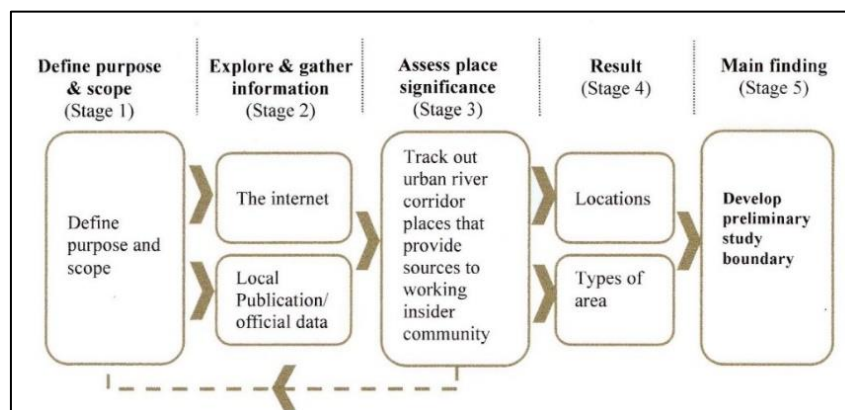 Define purpose
& scope
(Stage 1)
Explore & gather
information
(Stage 2)
Assess place
significance
(Stage 3)
Result
(Stage 4)
Main finding
(Stage 5)
Define
purpose and
scope
The internet
Local
Publication/
official data
Track out
urban river
corridor
places that
provide
sources to
working
insider
community
Locations
Types of
area
Develop
preliminary
study
boundary